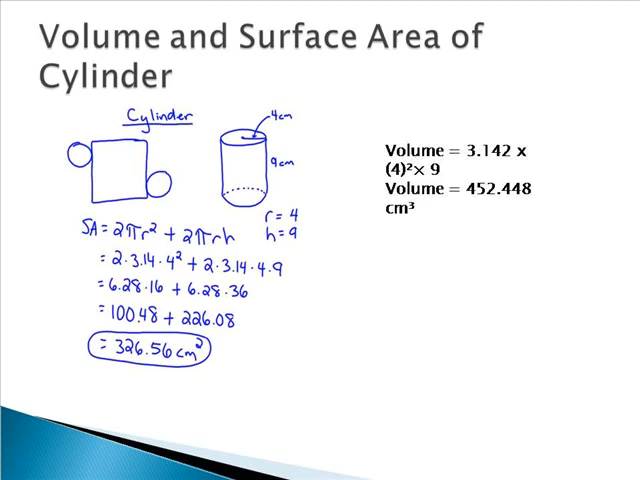 Volume and Surface Area of
Cylinder
Cylinder
4cm
9cm
r = 4
h = 9
SA = 2πr² + 2πrh
= 2·3.14·4² + 2·3.14·4·9
= 6.28·16 + 6.28·36
= 100.48 + 226.08
= 326.56 cm²
Volume = 3.142 x
(4)²× 9
Volume = 452.448
cm³